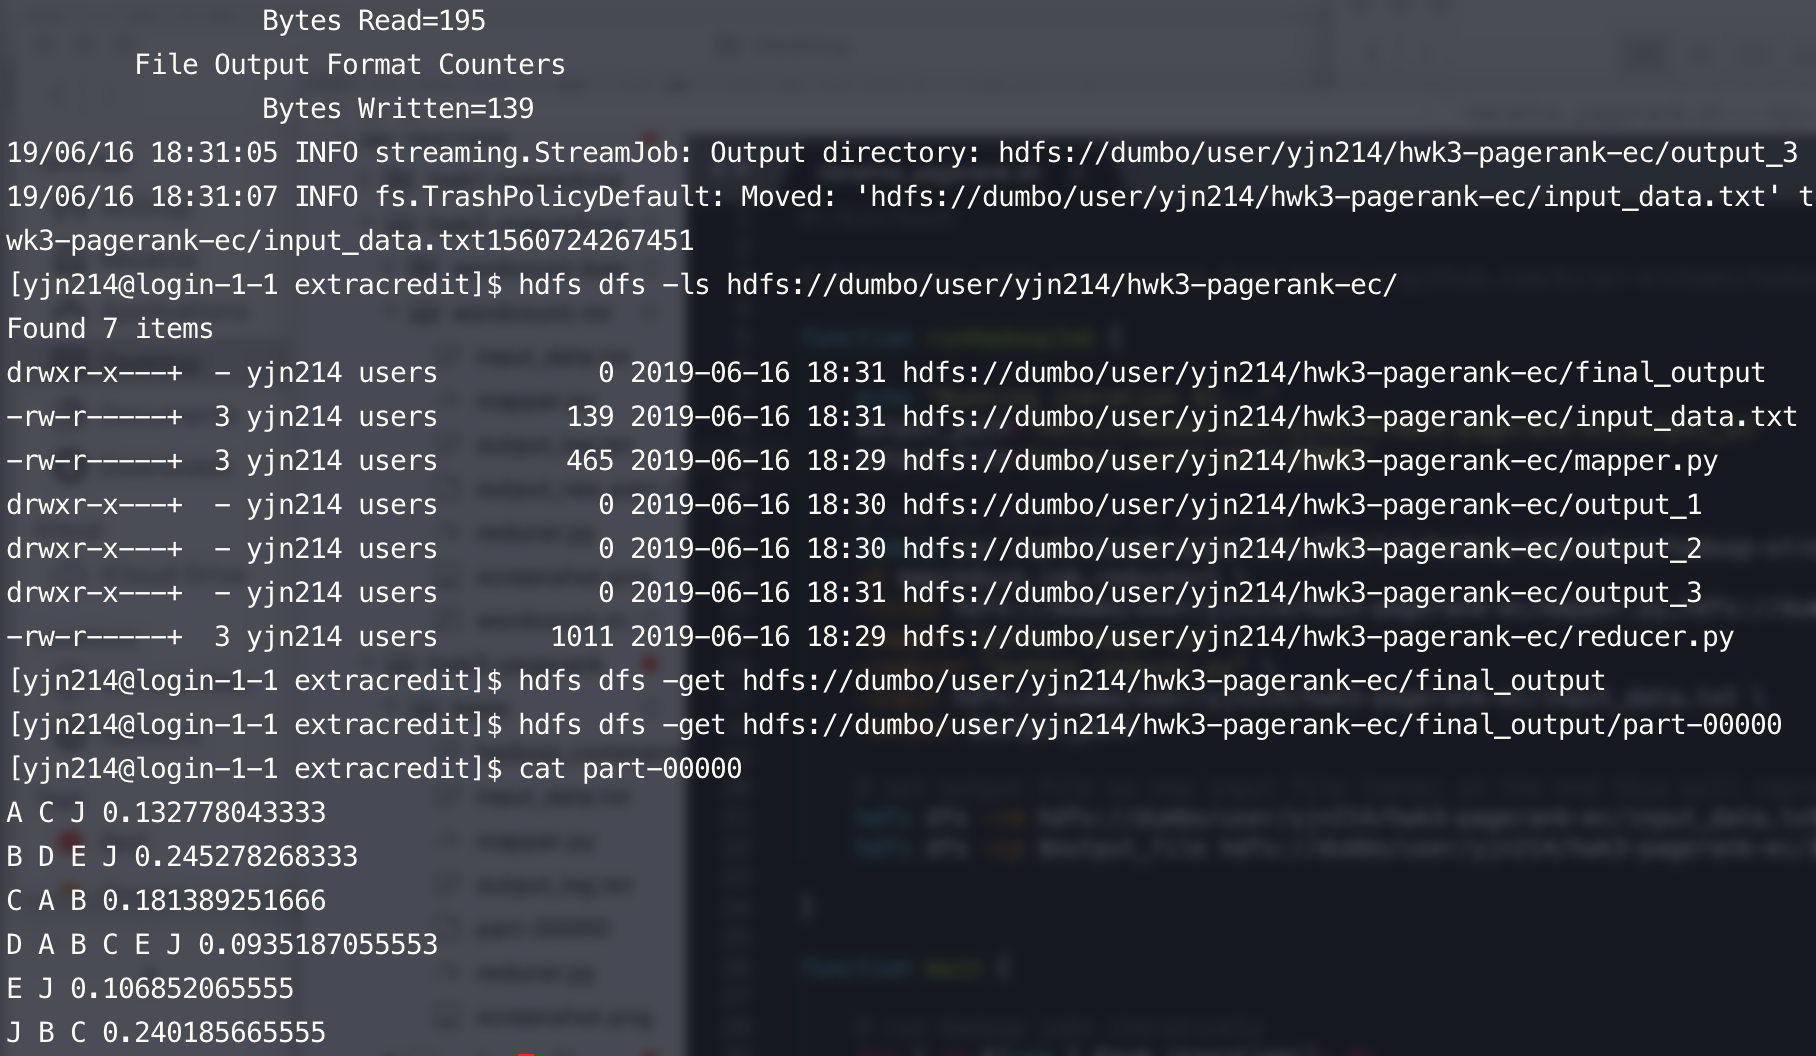 Bytes Read=195
File Output Format Counters
Bytes Written=139
19/06/16 18:31:05 INFO streaming.StreamJob: Output directory: hdfs://dumbo/user/yjn214/hwk3-pagerank-ec/output_3
19/06/16 18:31:07 INFO fs.TrashPolicyDefault: Moved: 'hdfs://dumbo/user/yjn214/hwk3-pagerank-ec/input_data.txt' t
wk3-pagerank-ec/input_data.txt1560724267451
[yjn214@login-1-1 extracredit]$ hdfs dfs -ls hdfs://dumbo/user/yjn214/hwk3-pagerank-ec/
Found 7 items
drwxr-x---+  - yjn214 users          0 2019-06-16 18:31 hdfs://dumbo/user/yjn214/hwk3-pagerank-ec/final_output
-rw-r-----+  3 yjn214 users        139 2019-06-16 18:31 hdfs://dumbo/user/yjn214/hwk3-pagerank-ec/input_data.txt
-rw-r-----+  3 yjn214 users        465 2019-06-16 18:29 hdfs://dumbo/user/yjn214/hwk3-pagerank-ec/mapper.py
drwxr-x---+  - yjn214 users          0 2019-06-16 18:30 hdfs://dumbo/user/yjn214/hwk3-pagerank-ec/output_1
drwxr-x---+  - yjn214 users          0 2019-06-16 18:30 hdfs://dumbo/user/yjn214/hwk3-pagerank-ec/output_2
drwxr-x---+  - yjn214 users          0 2019-06-16 18:31 hdfs://dumbo/user/yjn214/hwk3-pagerank-ec/output_3
-rw-r-----+  3 yjn214 users       1011 2019-06-16 18:29 hdfs://dumbo/user/yjn214/hwk3-pagerank-ec/reducer.py
[yjn214@login-1-1 extracredit]$ hdfs dfs -get hdfs://dumbo/user/yjn214/hwk3-pagerank-ec/final_output
[yjn214@login-1-1 extracredit]$ hdfs dfs -get hdfs://dumbo/user/yjn214/hwk3-pagerank-ec/final_output/part-00000
[yjn214@login-1-1 extracredit]$ cat part-00000
A C J 0.132778043333
B D E J 0.245278268333
C A B 0.181389251666
D A B C E J 0.0935187055553
E J 0.106852065555
J B C 0.240185665555